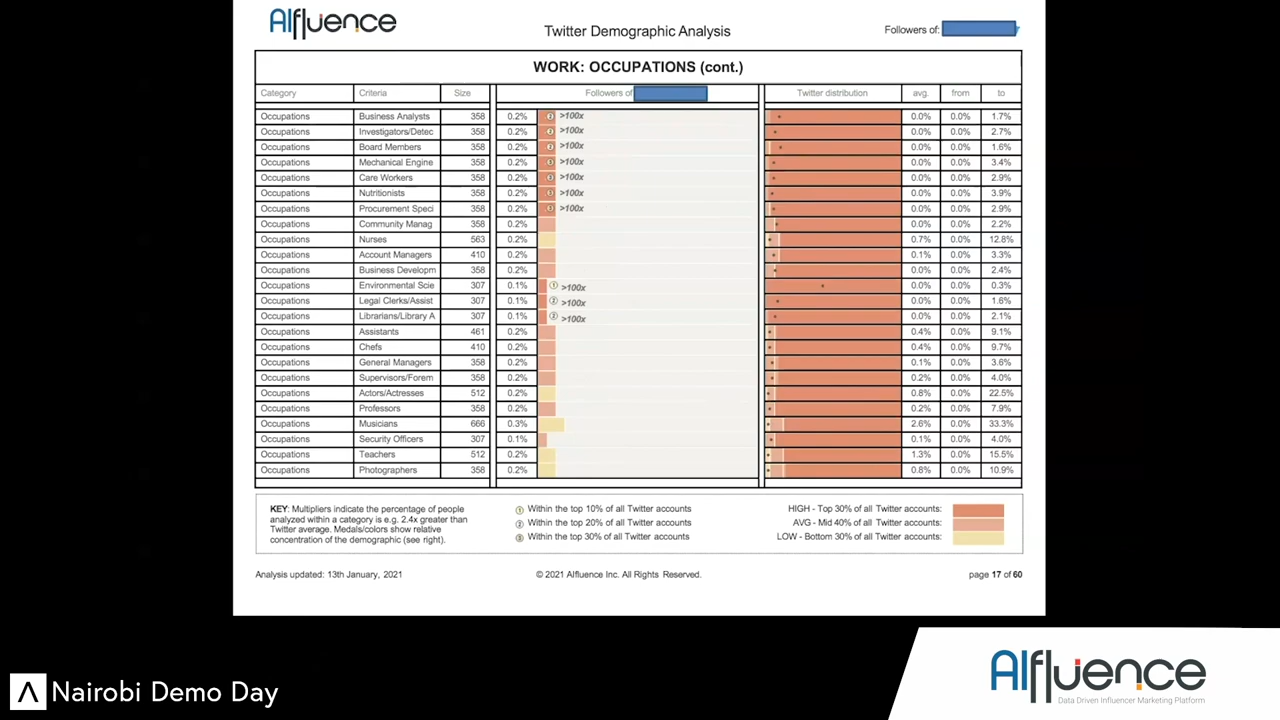 AIfluence
Twitter Demographic Analysis
Followers of:
WORK: OCCUPATIONS (cont.)
Category Criteria Size Followers of Twitter distribution avg. from to
Occupations Business Analysts 358 0.2% 2 >100x 0.0% 0.0% 1.7%
Occupations Investigators/Detec 358 0.2% >100x 0.0% 0.0% 2.7%
Occupations Board Members 358 0.2% 2 >100x 0.0% 0.0% 1.6%
Occupations Mechanical Engine 358 0.2% >100x 0.0% 0.0% 3.4%
Occupations Care Workers 358 0.2% >100x 0.0% 0.0% 2.9%
Occupations Nutritionists 358 0.2% >100x 0.0% 0.0% 3.9%
Occupations Procurement Speci 358 0.2% >100x 0.0% 0.0% 2.9%
Occupations Community Manag 358 0.2% 0.0% 0.0% 2.2%
Occupations Nurses 563 0.2% 0.7% 0.0% 12.8%
Occupations Account Managers 410 0.2% 0.1% 0.0% 3.3%
Occupations Business Developm 358 0.2% 0.0% 0.0% 2.4%
Occupations Environmental Scie 307 0.1% 1 >100x 0.0% 0.0% 0.3%
Occupations Legal Clerks/Assist 307 0.1% 2 >100x 0.0% 0.0% 1.6%
Occupations Librarians/Library A 307 0.1% 2 >100x 0.0% 0.0% 2.1%
Occupations Assistants 461 0.2% 0.4% 0.0% 9.1%
Occupations Chefs 410 0.2% 0.4% 0.0% 9.7%
Occupations General Managers 358 0.2% 0.1% 0.0% 3.6%
Occupations Supervisors/Forem 358 0.2% 0.2% 0.0% 4.0%
Occupations Actors/Actresses 512 0.2% 0.8% 0.0% 22.5%
Occupations Professors 358 0.2% 0.2% 0.0% 7.9%
Occupations Musicians 666 0.3% 2.6% 0.0% 33.3%
Occupations Security Officers 307 0.1% 0.1% 0.0% 4.0%
Occupations Teachers 512 0.2% 1.3% 0.0% 15.5%
Occupations Photographers 358 0.2% 0.8% 0.0% 10.9%
KEY: Multipliers indicate the percentage of people
analyzed within a category is e.g. 2.4x greater than
Twitter average. Medals/colors show relative
concentration of the demographic (see right).
1 Within the top 10% of all Twitter accounts
2 Within the top 20% of all Twitter accounts
3 Within the top 30% of all Twitter accounts
HIGH - Top 30% of all Twitter accounts:
AVG - Mid 40% of all Twitter accounts:
LOW - Bottom 30% of all Twitter accounts:
Analysis updated: 13th January, 2021
© 2021 AIfluence Inc. All Rights Reserved.
page 17 of 60
Nairobi Demo Day
AIfluence
Data Driven Influencer Marketing Platform